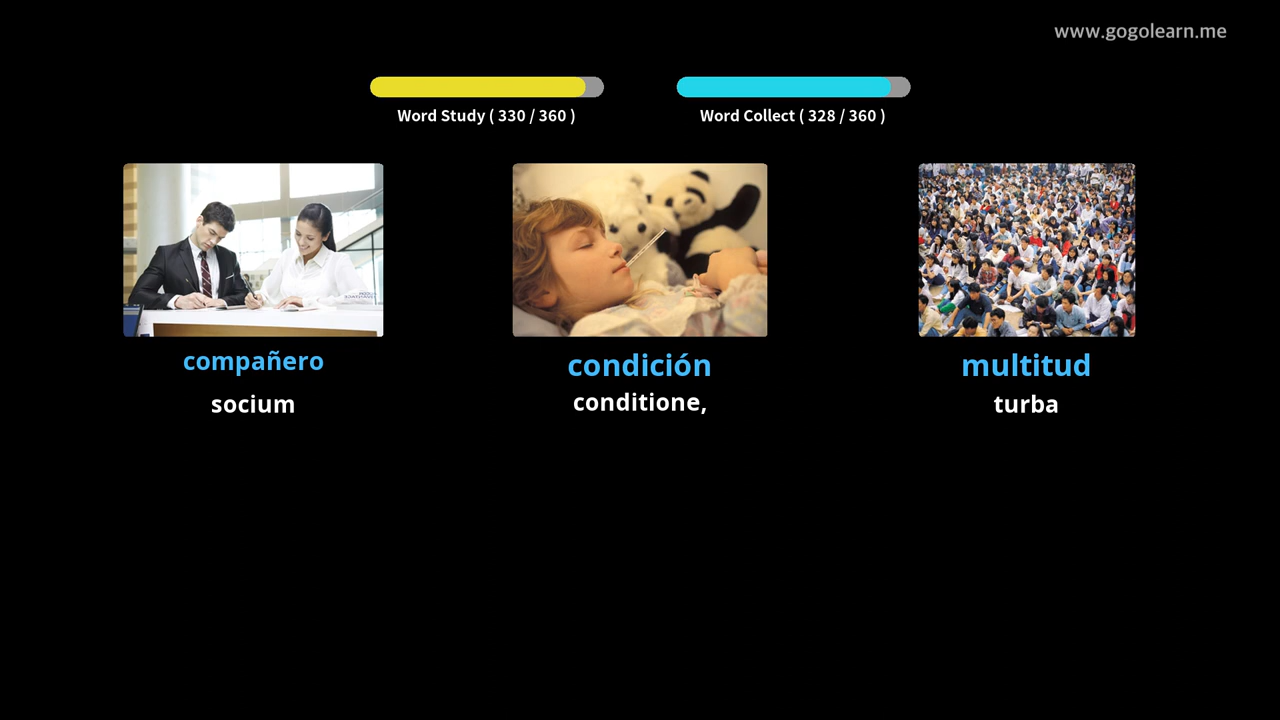 www.gogolearn.me
Word Study ( 330 / 360 )
Word Collect ( 328 / 360 )
compañero
condición
multitud
socium
conditione,
turba